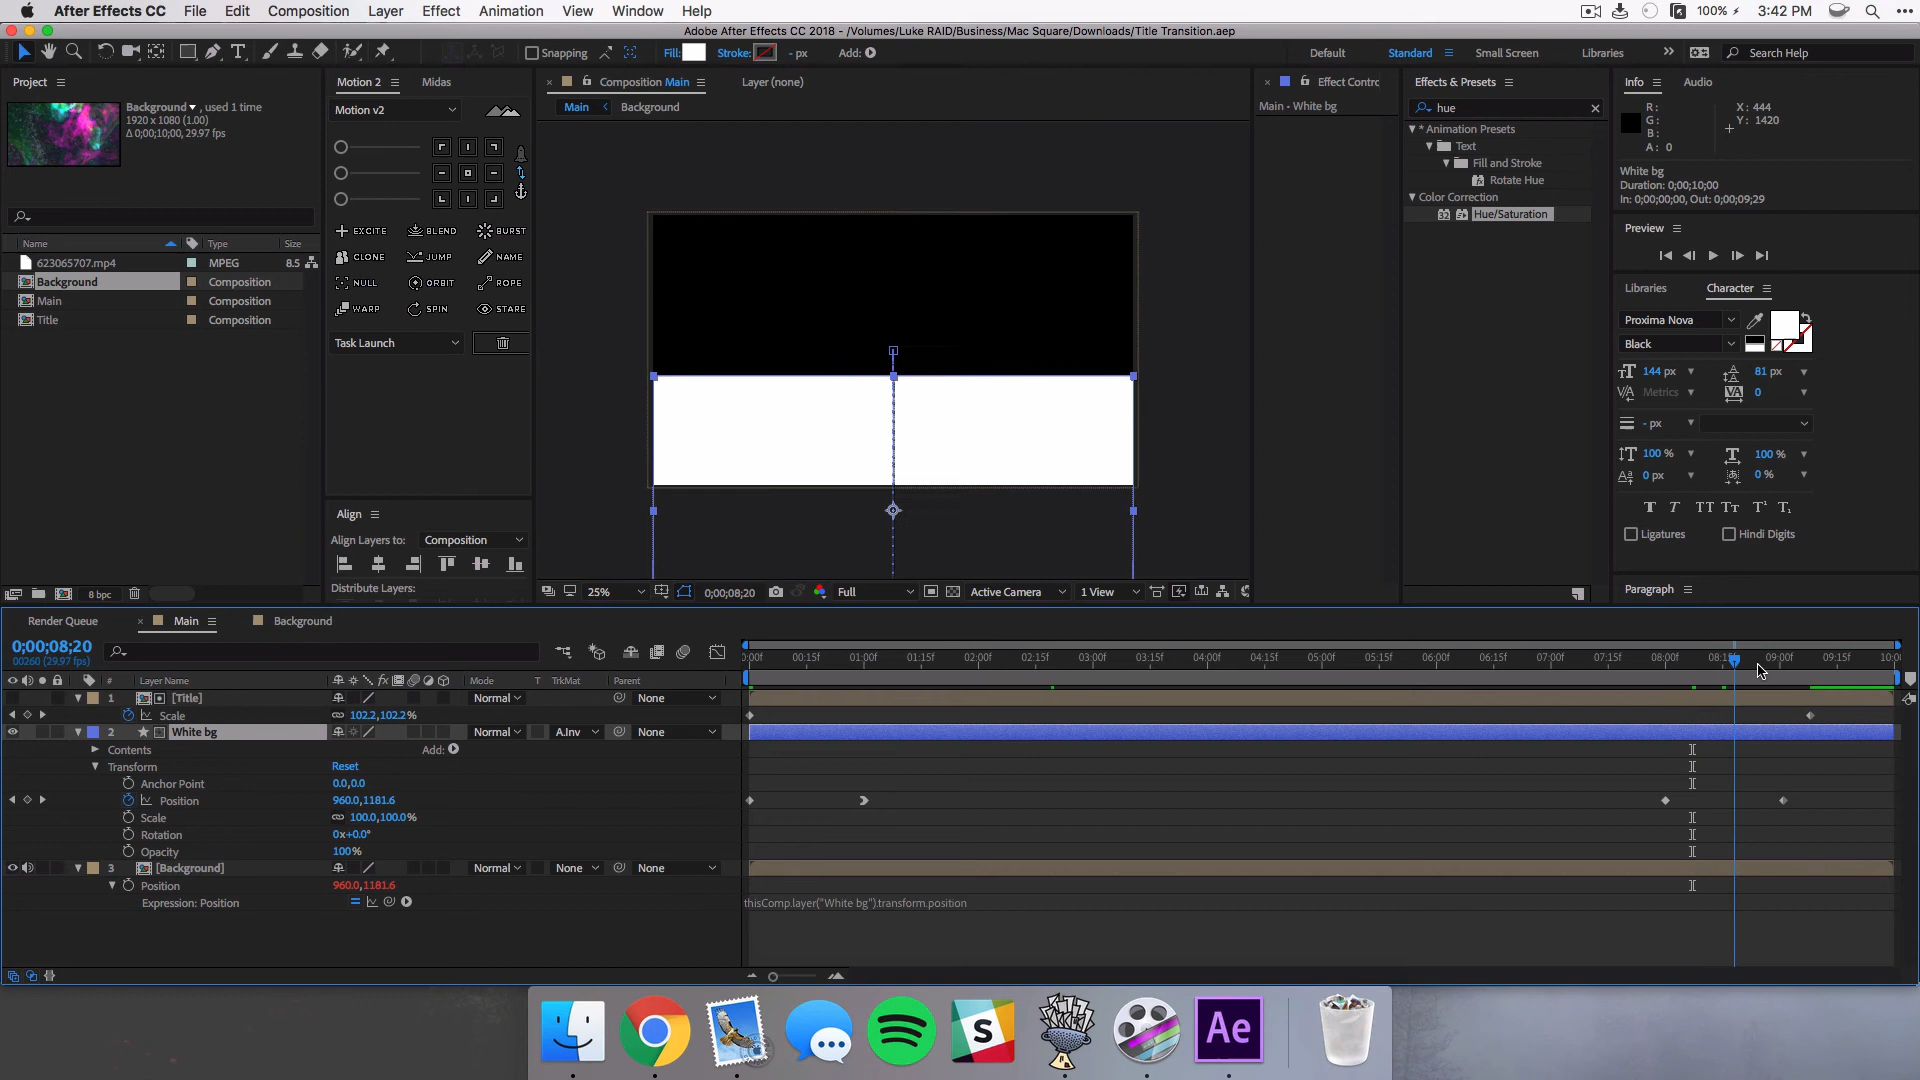 After Effects CC File Edit Composition Layer Effect Animation View Window Help 100% 3:42 PM
Adobe After Effects CC 2018 - /Volumes/Luke RAID/Business/Mac Square/Downloads/Title Transition.aep
Snapping Fill: Stroke: - px Add: Default Standard Small Screen Libraries Search Help
Project Motion 2 Midas Composition Main Layer (none) Effect Contrc Effects & Presets Info Audio
Background , used 1 time
1920 x 1080 (1.00)
Δ 0;00;10;00, 29.97 fps
Motion v2
Main Background
Main - White bg
hue
R: X: 444
G: Y: 1420
B:
A: 0
* Animation Presets
Text
Fill and Stroke
Rotate Hue
Color Correction
Hue/Saturation
White bg
Duration: 0;00;10;00
In: 0;00;00;00, Out: 0;00;09;29
Preview
EXCITE BLEND BURST
CLONE JUMP NAME
NULL ORBIT ROPE
WARP SPIN STARE
Task Launch
Name Type Size
623065707.mp4 MPEG 8.5
Background Composition
Main Composition
Title Composition
Libraries Character
Proxima Nova
Black
144 px 81 px
Metrics 0
- px
100 % 100 %
0 px 0 %
T T TT Tt T¹ T₁
Ligatures Hindi Digits
Paragraph
Align
Align Layers to: Composition
Distribute Layers:
8 bpc
25% 0;00;08;20 Full Active Camera 1 View
Render Queue Main Background
0;00;08;20
00260 (29.97 fps)
0:00f 00:15f 01:00f 01:15f 02:00f 02:15f 03:00f 03:15f 04:00f 04:15f 05:00f 05:15f 06:00f 06:15f 07:00f 07:15f 08:00f 08:15f 09:00f 09:15f 10:00
# Layer Name Mode T TrkMat Parent
1 [Title] Normal None
Scale 102.2,102.2%
2 White bg Normal A.Inv None
Contents Add:
Transform Reset
Anchor Point 0.0,0.0
Position 960.0,1181.6
Scale 100.0,100.0%
Rotation 0x+0.0°
Opacity 100%
3 [Background] Normal None None
Position 960.0,1181.6
Expression: Position thisComp.layer("White bg").transform.position
Ae